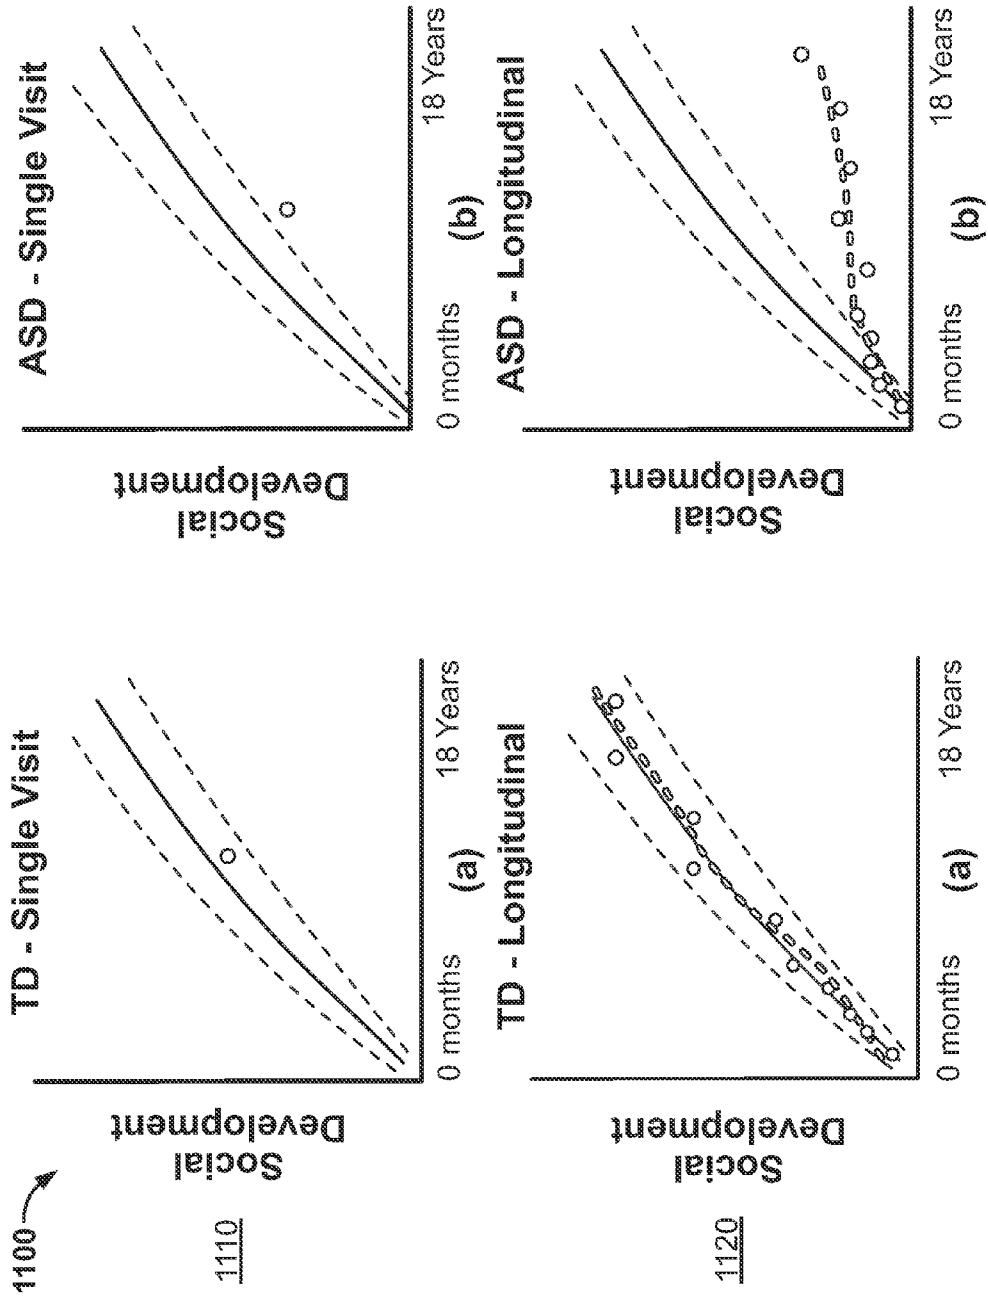 1100
1110
TD - Single Visit
Social
Development
0 months
18 Years
(a)
ASD - Single Visit
Social
Development
0 months
18 Years
(b)
1120
TD - Longitudinal
Social
Development
0 months
18 Years
(a)
ASD - Longitudinal
Social
Development
0 months
18 Years
(b)